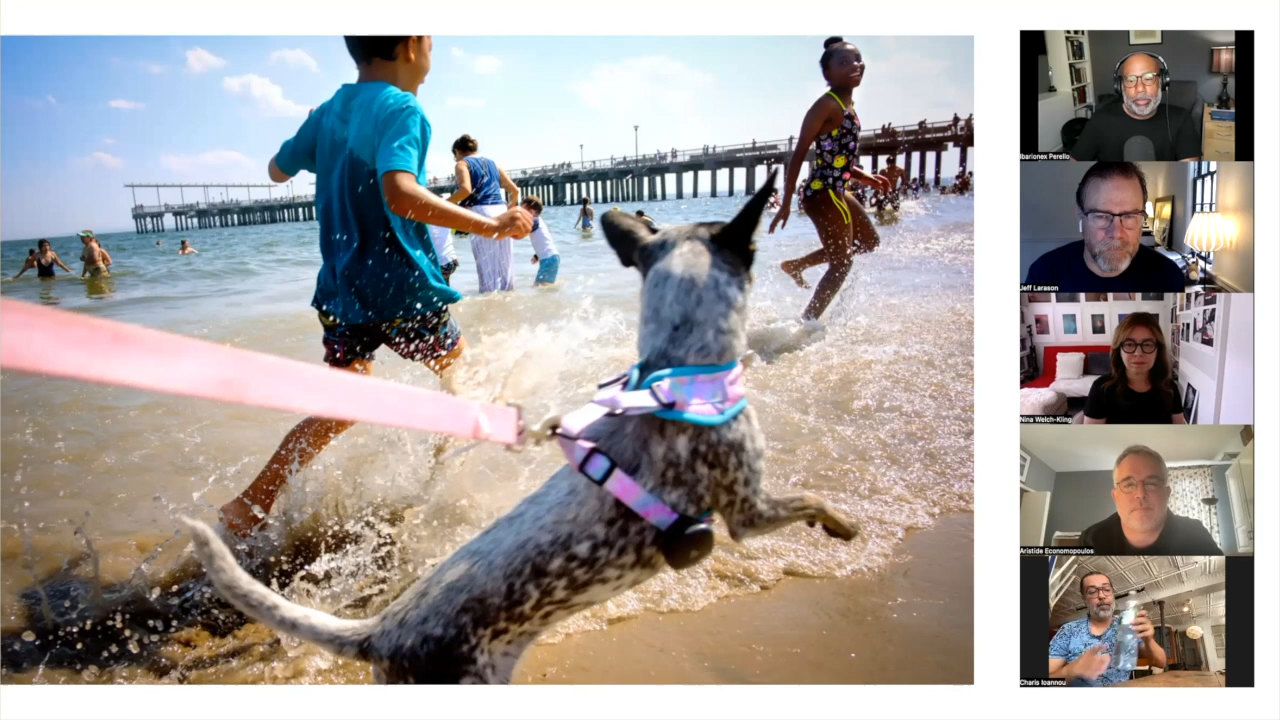 Ibarionex Perello
Jeff Larason
Nina Welch-Kling
Aristide Economopoulos
Charis Ioannou